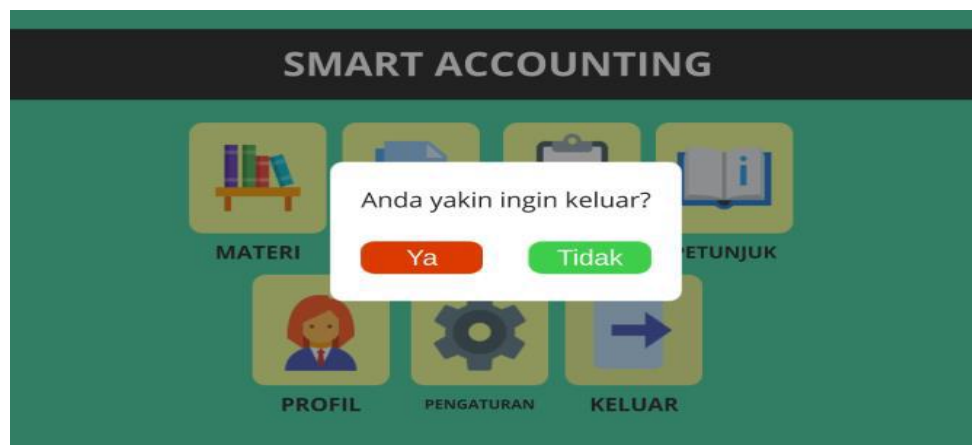 SMART ACCOUNTING
Anda yakin ingin keluar?
Ya Tidak
MATERI
PROFIL PENGATURAN KELUAR